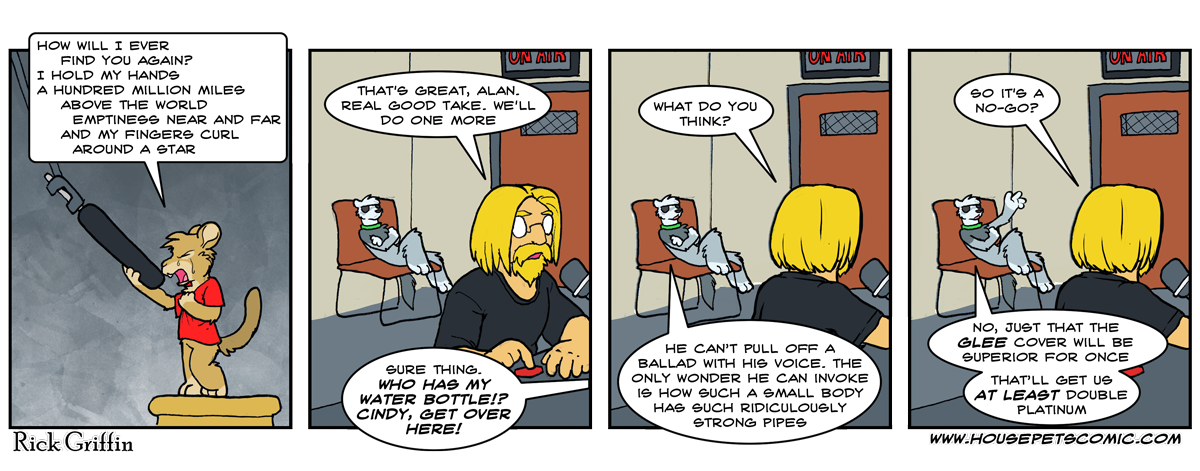 HOW WILL I EVER
FIND YOU AGAIN?
I HOLD MY HANDS
A HUNDRED MILLION MILES
ABOVE THE WORLD
EMPTINESS NEAR AND FAR
AND MY FINGERS CURL
AROUND A STAR
ON AIR
THAT'S GREAT, ALAN.
REAL GOOD TAKE. WE'LL
DO ONE MORE
SURE THING.
WHO HAS MY
WATER BOTTLE!?
CINDY, GET OVER
HERE!
ON AIR
WHAT DO YOU
THINK?
HE CAN'T PULL OFF A
BALLAD WITH HIS VOICE. THE
ONLY WONDER HE CAN INVOKE
IS HOW SUCH A SMALL BODY
HAS SUCH RIDICULOUSLY
STRONG PIPES
ON AIR
SO IT'S A
NO-GO?
NO, JUST THAT THE
GLEE COVER WILL BE
SUPERIOR FOR ONCE
THAT'LL GET US
AT LEAST DOUBLE
PLATINUM
Rick Griffin
WWW.HOUSEPETSCOMIC.COM